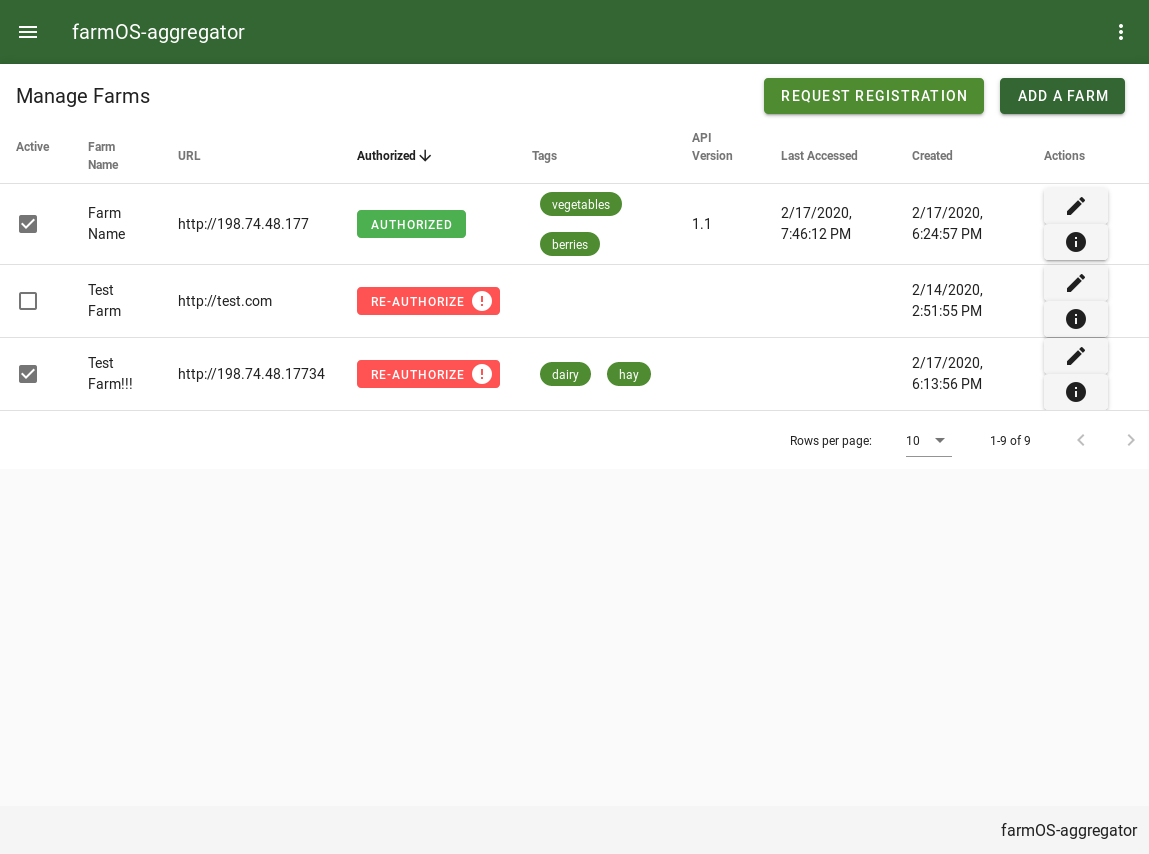 farmOS-aggregator
Manage Farms
REQUEST REGISTRATION
ADD A FARM
Active
Farm
Name
URL
Authorized
Tags
API
Version
Last Accessed
Created
Actions
Farm
Name
http://198.74.48.177
AUTHORIZED
vegetables
berries
1.1
2/17/2020,
7:46:12 PM
2/17/2020,
6:24:57 PM
Test
Farm
http://test.com
RE-AUTHORIZE
2/14/2020,
2:51:55 PM
Test
Farm!!!
http://198.74.48.17734
RE-AUTHORIZE
dairy
hay
2/17/2020,
6:13:56 PM
Rows per page:
10
1-9 of 9
farmOS-aggregator